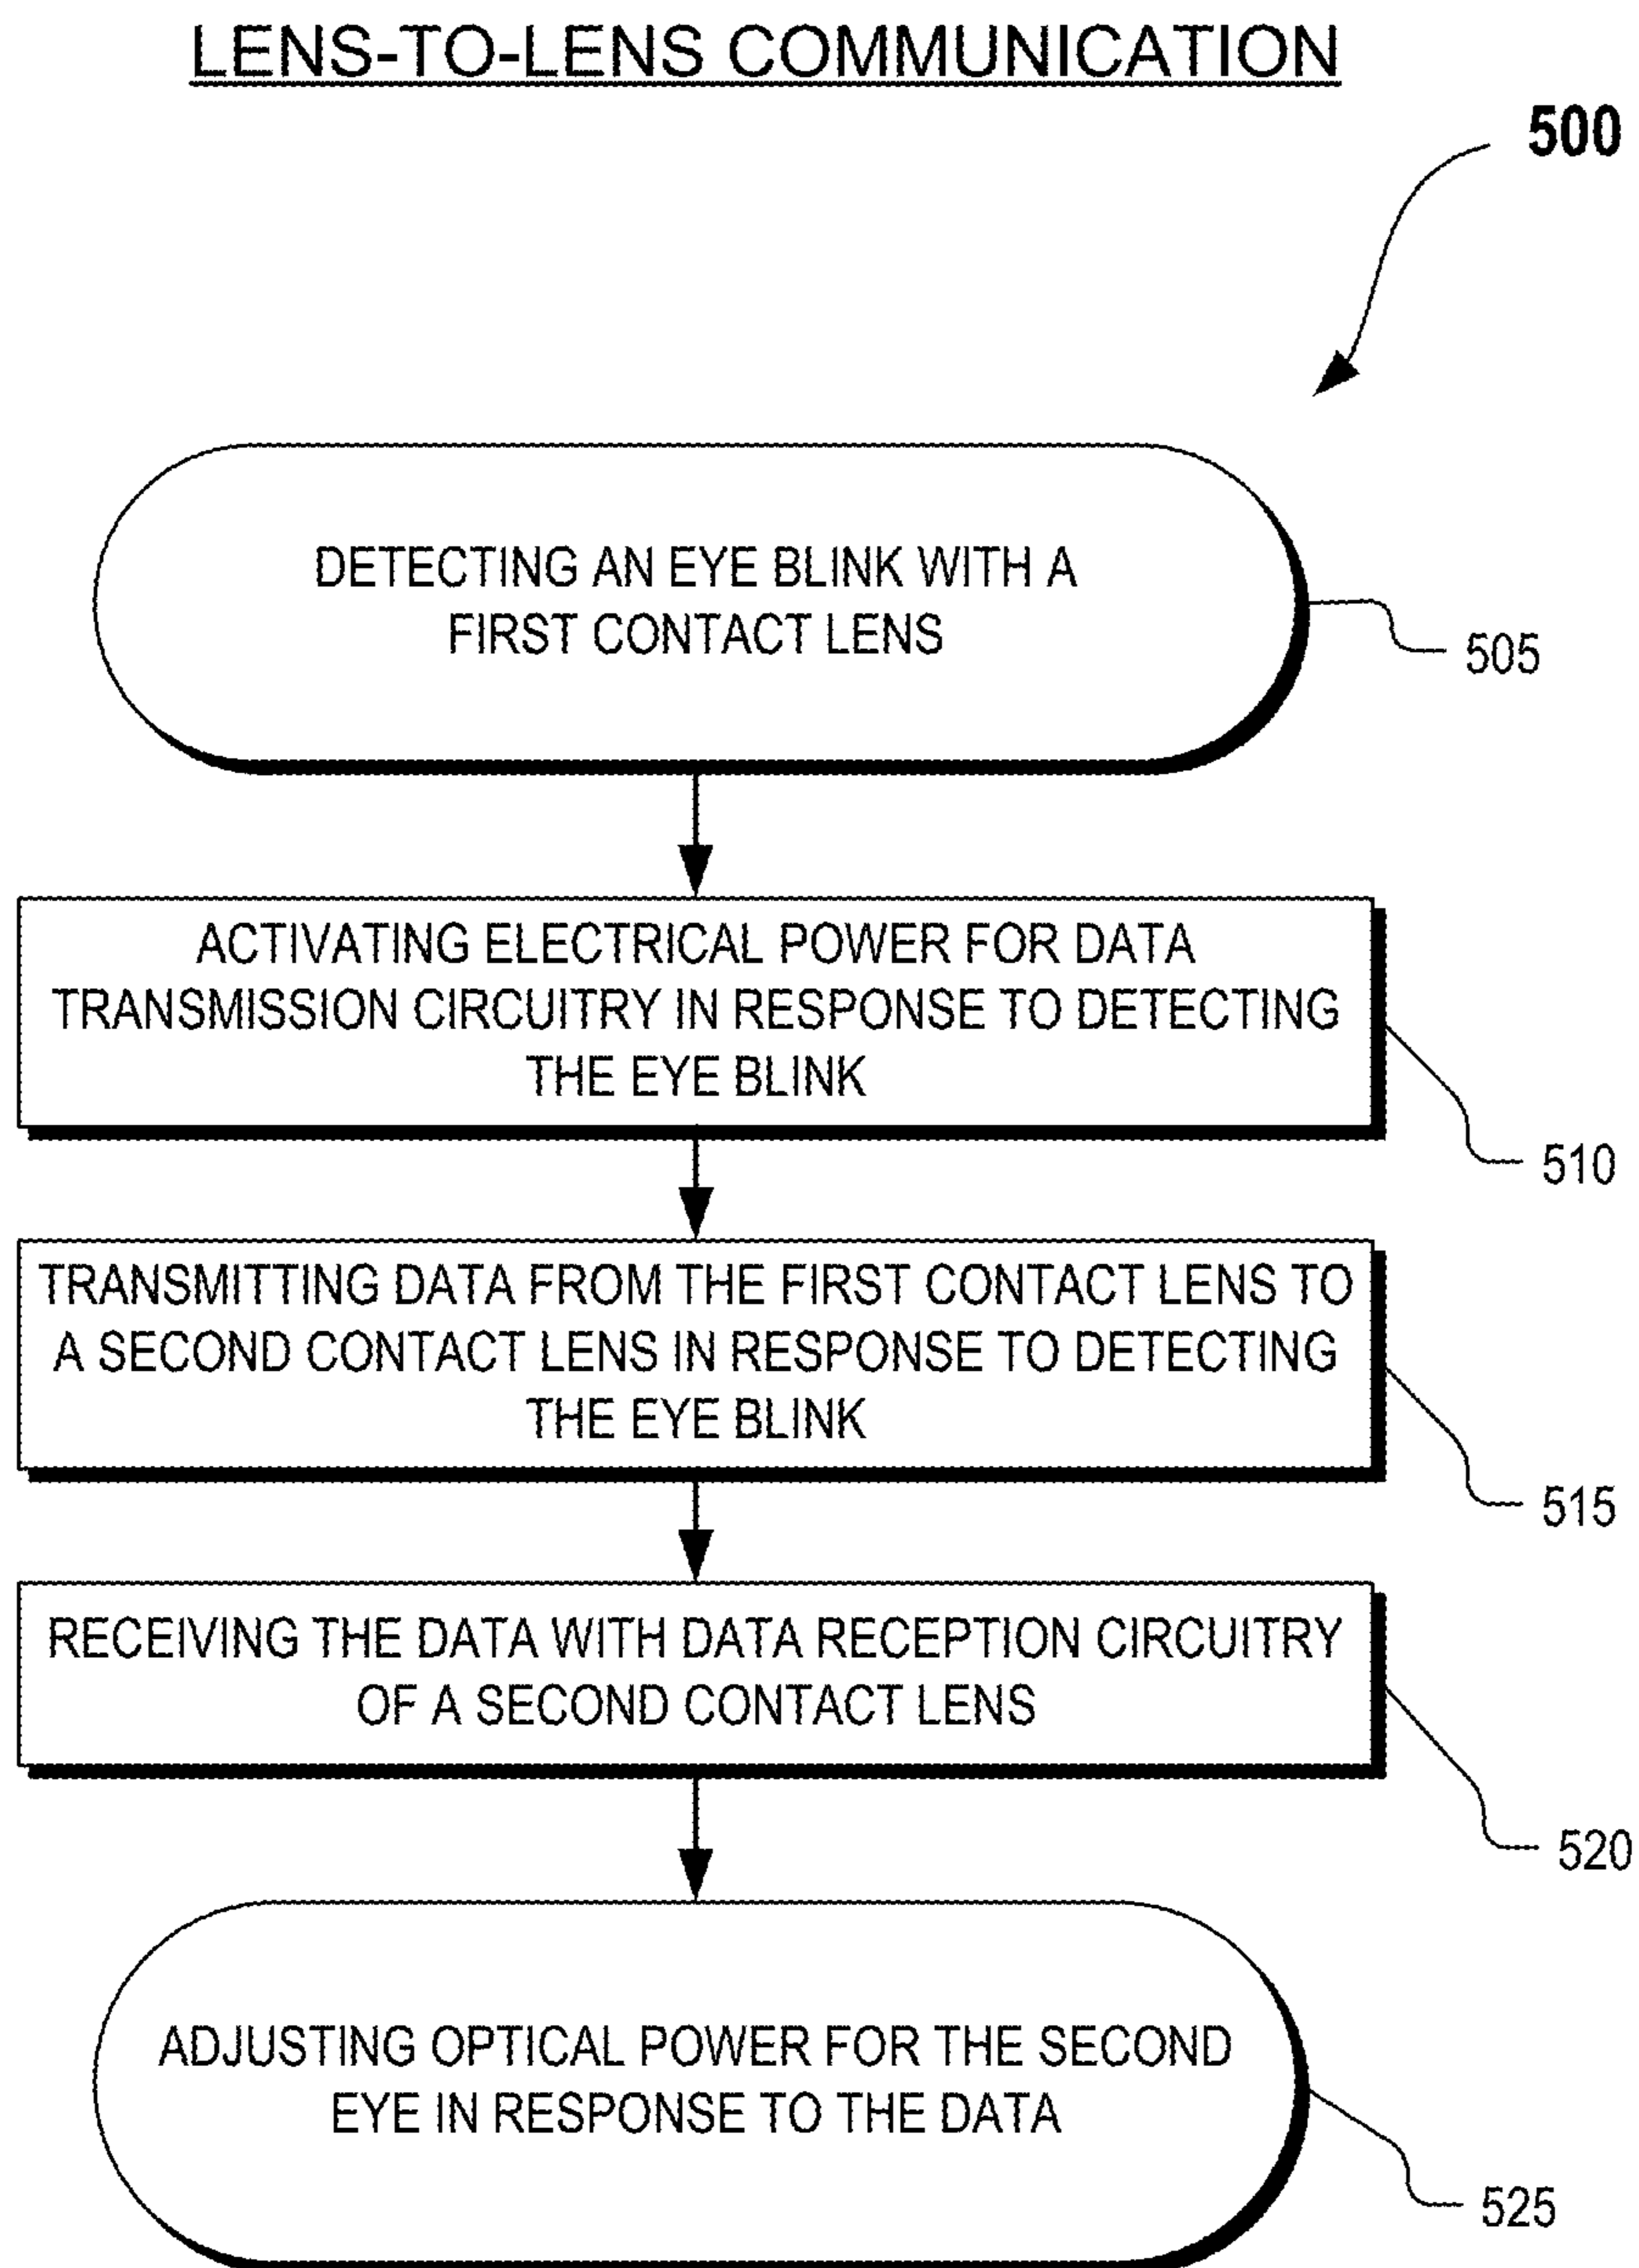 LENS-TO-LENS COMMUNICATION
500
DETECTING AN EYE BLINK WITH A
FIRST CONTACT LENS
505
ACTIVATING ELECTRICAL POWER FOR DATA
TRANSMISSION CIRCUITRY IN RESPONSE TO DETECTING
THE EYE BLINK
510
TRANSMITTING DATA FROM THE FIRST CONTACT LENS TO
A SECOND CONTACT LENS IN RESPONSE TO DETECTING
THE EYE BLINK
515
RECEIVING THE DATA WITH DATA RECEPTION CIRCUITRY
OF A SECOND CONTACT LENS
520
ADJUSTING OPTICAL POWER FOR THE SECOND
EYE IN RESPONSE TO THE DATA
525